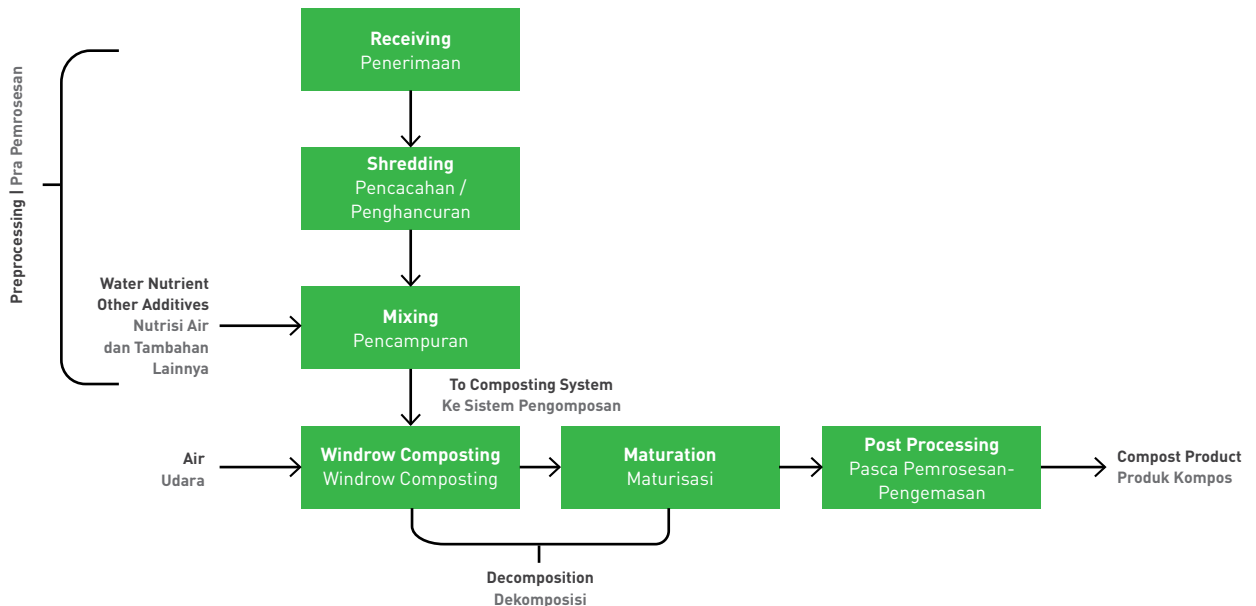 Receiving
Penerimaan
Preprocessing | Pra Pemrosesan
Shredding
Pencacahan /
Penghancuran
Water Nutrient
Other Additives
Nutrisi Air
dan Tambahan
Lainnya
Mixing
Pencampuran
To Composting System
Ke Sistem Pengomposan
Air
Udara
Windrow Composting
Windrow Composting
Maturation
Maturisasi
Post Processing
Pasca Pemrosesan-
Pengemasan
Compost Product
Produk Kompos
Decomposition
Dekomposisi